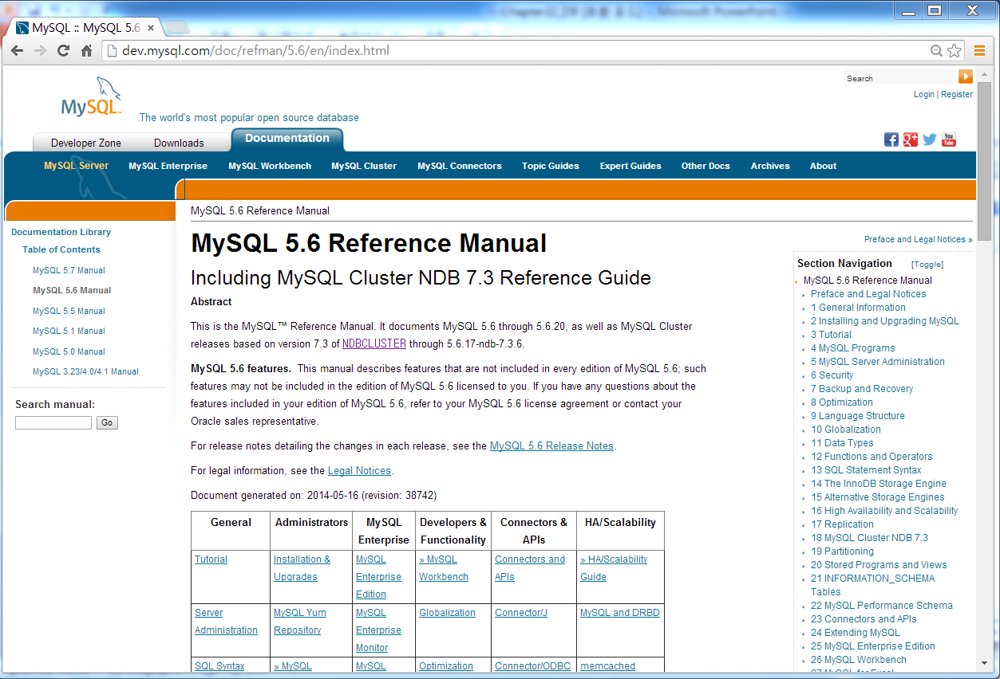 MySQL :: MySQL 5.6
dev.mysql.com/doc/refman/5.6/en/index.html
Search
Login | Register
MySQL™
The world's most popular open source database
Developer Zone
Downloads
Documentation
You
Tube
MySQL Server
MySQL Enterprise
MySQL Workbench
MySQL Cluster
MySQL Connectors
Topic Guides
Expert Guides
Other Docs
Archives
About
Documentation Library
Table of Contents
MySQL 5.7 Manual
MySQL 5.6 Manual
MySQL 5.5 Manual
MySQL 5.1 Manual
MySQL 5.0 Manual
MySQL 3.23/4.0/4.1 Manual
Search manual:
Go
MySQL 5.6 Reference Manual
MySQL 5.6 Reference Manual
Including MySQL Cluster NDB 7.3 Reference Guide
Abstract
This is the MySQL™ Reference Manual. It documents MySQL 5.6 through 5.6.20, as well as MySQL Cluster
releases based on version 7.3 of NDBCLUSTER through 5.6.17-ndb-7.3.6.
MySQL 5.6 features. This manual describes features that are not included in every edition of MySQL 5.6; such
features may not be included in the edition of MySQL 5.6 licensed to you. If you have any questions about the
features included in your edition of MySQL 5.6, refer to your MySQL 5.6 license agreement or contact your
Oracle sales representative.
For release notes detailing the changes in each release, see the MySQL 5.6 Release Notes.
For legal information, see the Legal Notices.
Document generated on: 2014-05-16 (revision: 38742)
General
Administrators
MySQL
Enterprise
Developers &
Functionality
Connectors &
APIs
HA/Scalability
Tutorial
Installation &
Upgrades
MySQL
Enterprise
Edition
» MySQL
Workbench
Connectors and
APIs
» HA/Scalability
Guide
Server
Administration
MySQL Yum
Repository
MySQL
Enterprise
Monitor
Globalization
Connector/J
MySQL and DRBD
SQL Syntax
» MySQL
MySQL
Optimization
Connector/ODBC
memcached
Preface and Legal Notices »
Section Navigation [Toggle]
MySQL 5.6 Reference Manual
Preface and Legal Notices
1 General Information
2 Installing and Upgrading MySQL
3 Tutorial
4 MySQL Programs
5 MySQL Server Administration
6 Security
7 Backup and Recovery
8 Optimization
9 Language Structure
10 Globalization
11 Data Types
12 Functions and Operators
13 SQL Statement Syntax
14 The InnoDB Storage Engine
15 Alternative Storage Engines
16 High Availability and Scalability
17 Replication
18 MySQL Cluster NDB 7.3
19 Partitioning
20 Stored Programs and Views
21 INFORMATION_SCHEMA
Tables
22 MySQL Performance Schema
23 Connectors and APIs
24 Extending MySQL
25 MySQL Enterprise Edition
26 MySQL Workbench
27 MySQL for Excel